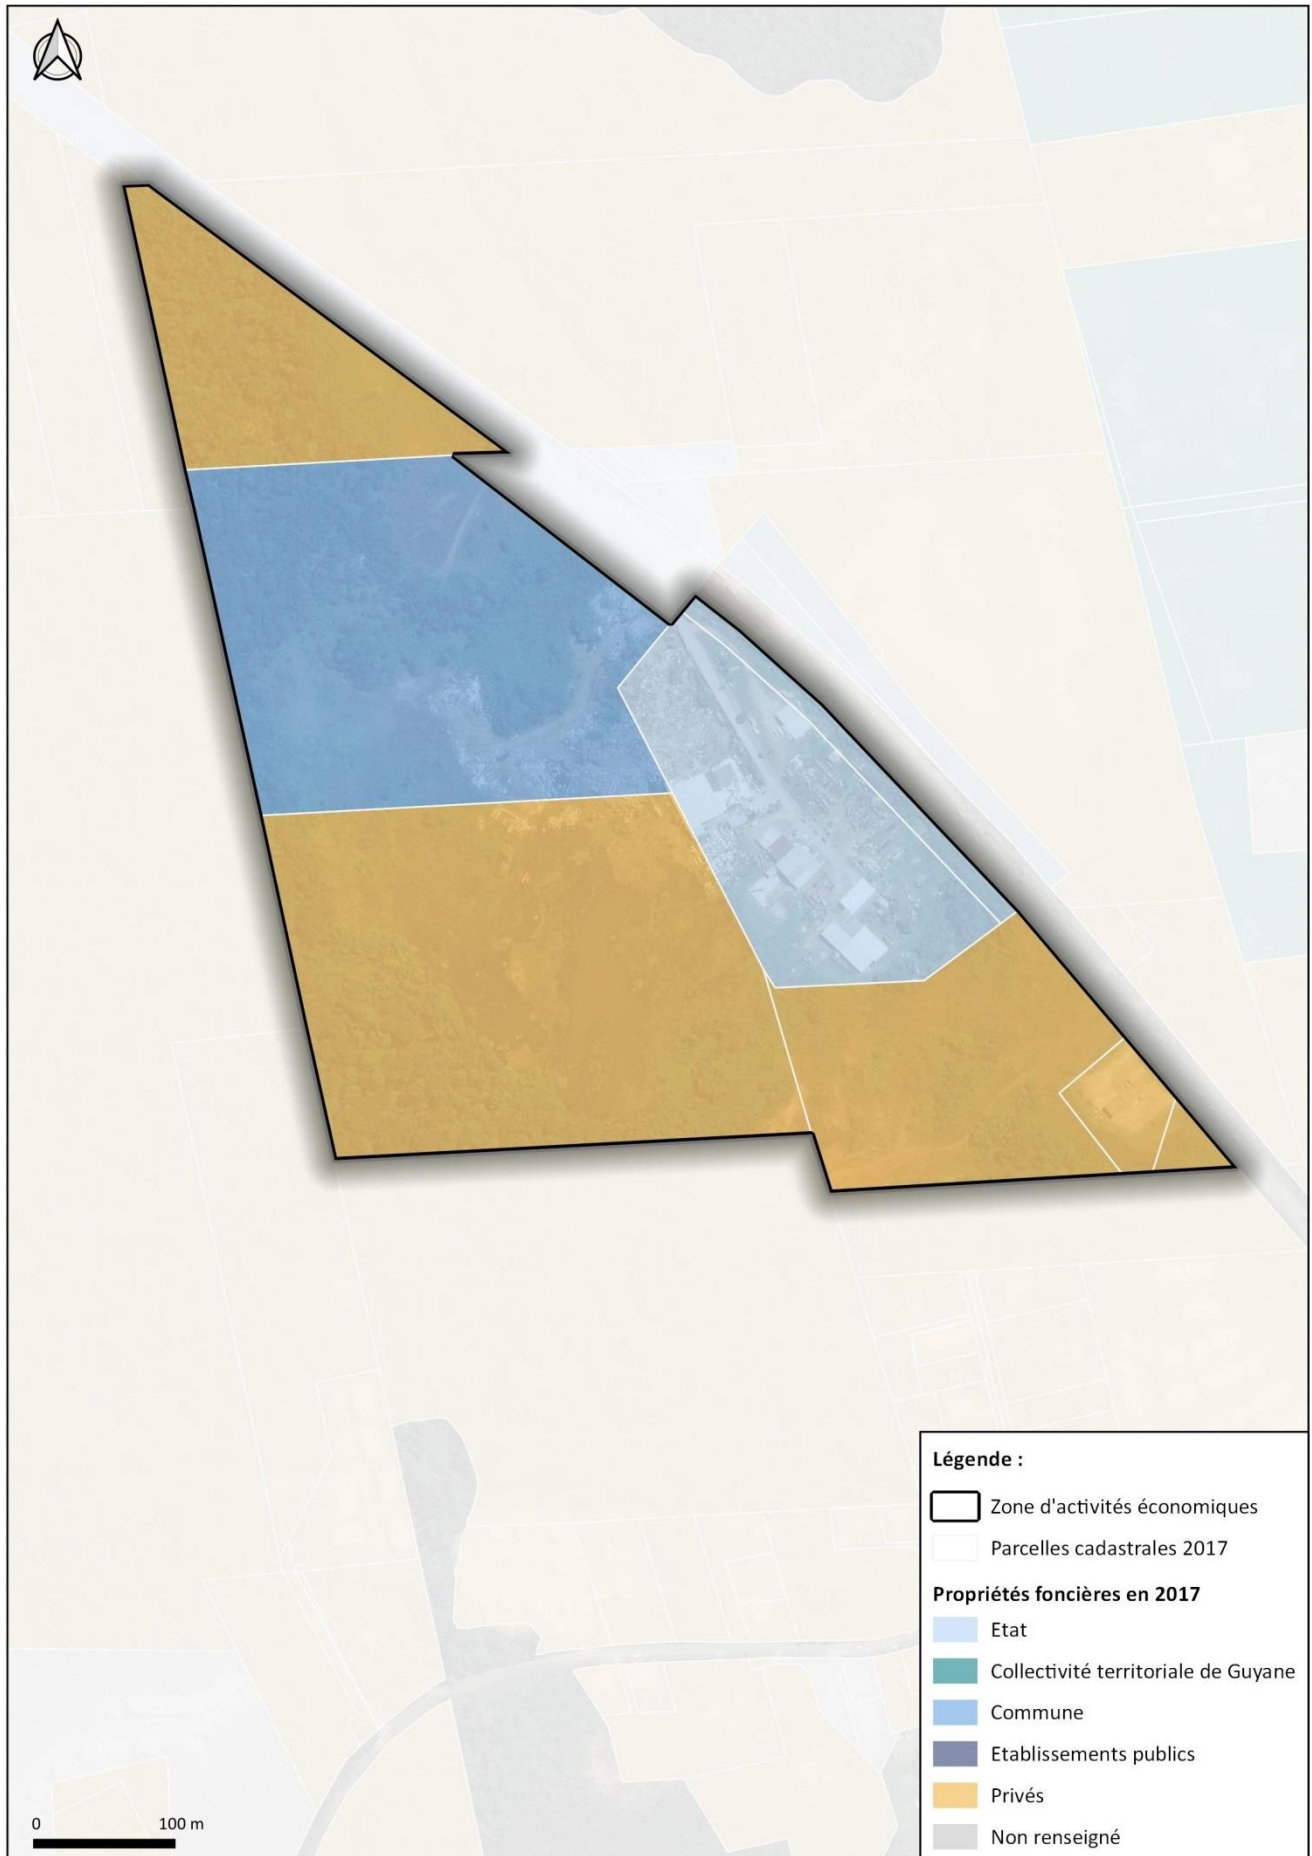 Légende :
Zone d'activités économiques
Parcelles cadastrales 2017
Propriétés foncières en 2017
Etat
Collectivité territoriale de Guyane
Commune
Etablissements publics
Privés
Non renseigné
0 100 m